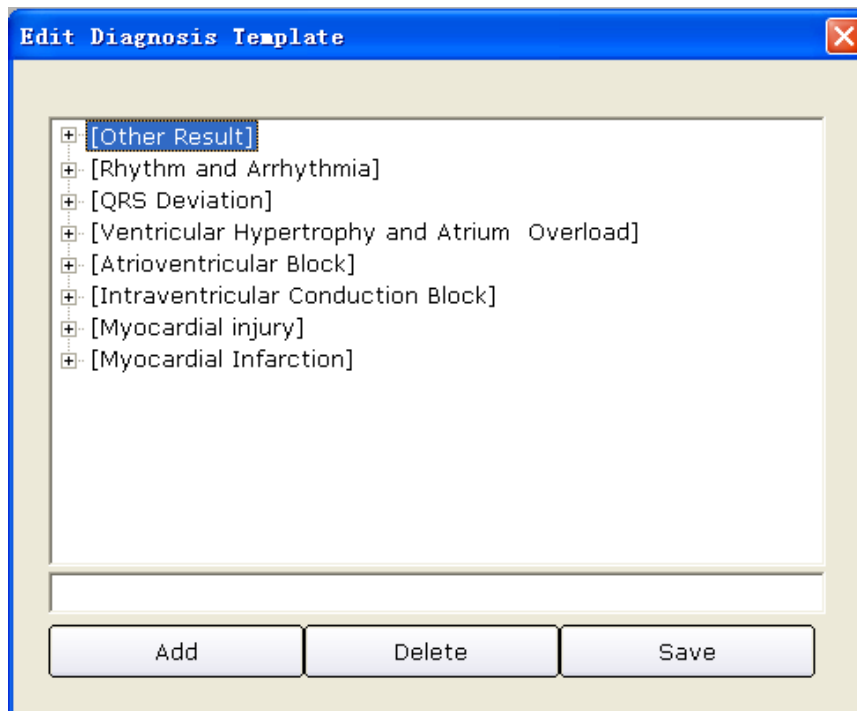 Edit Diagnosis Template
[Other Result]
[Rhythm and Arrhythmia]
[QRS Deviation]
[Ventricular Hypertrophy and Atrium  Overload]
[Atrioventricular Block]
[Intraventricular Conduction Block]
[Myocardial injury]
[Myocardial Infarction]
Add Delete Save